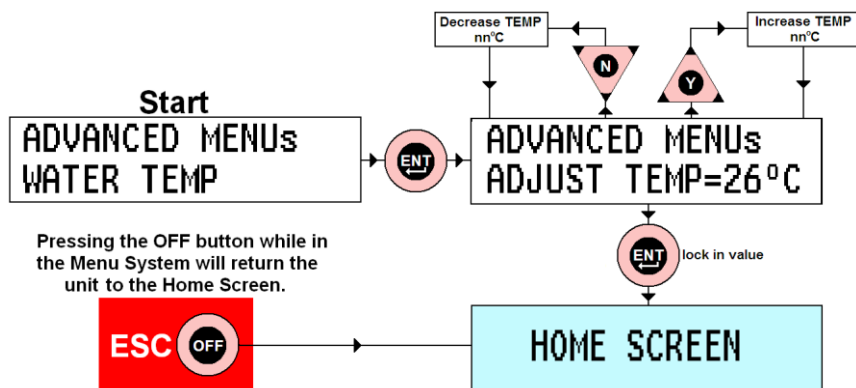 Decrease TEMP
nn°C
Increase TEMP
nn°C
N
Y
Start
ADVANCED MENUs
WATER TEMP
ENT
ADVANCED MENUs
ADJUST TEMP=26ºC
Pressing the OFF button while in
the Menu System will return the
unit to the Home Screen.
ENT
lock in value
ESC
OFF
HOME SCREEN